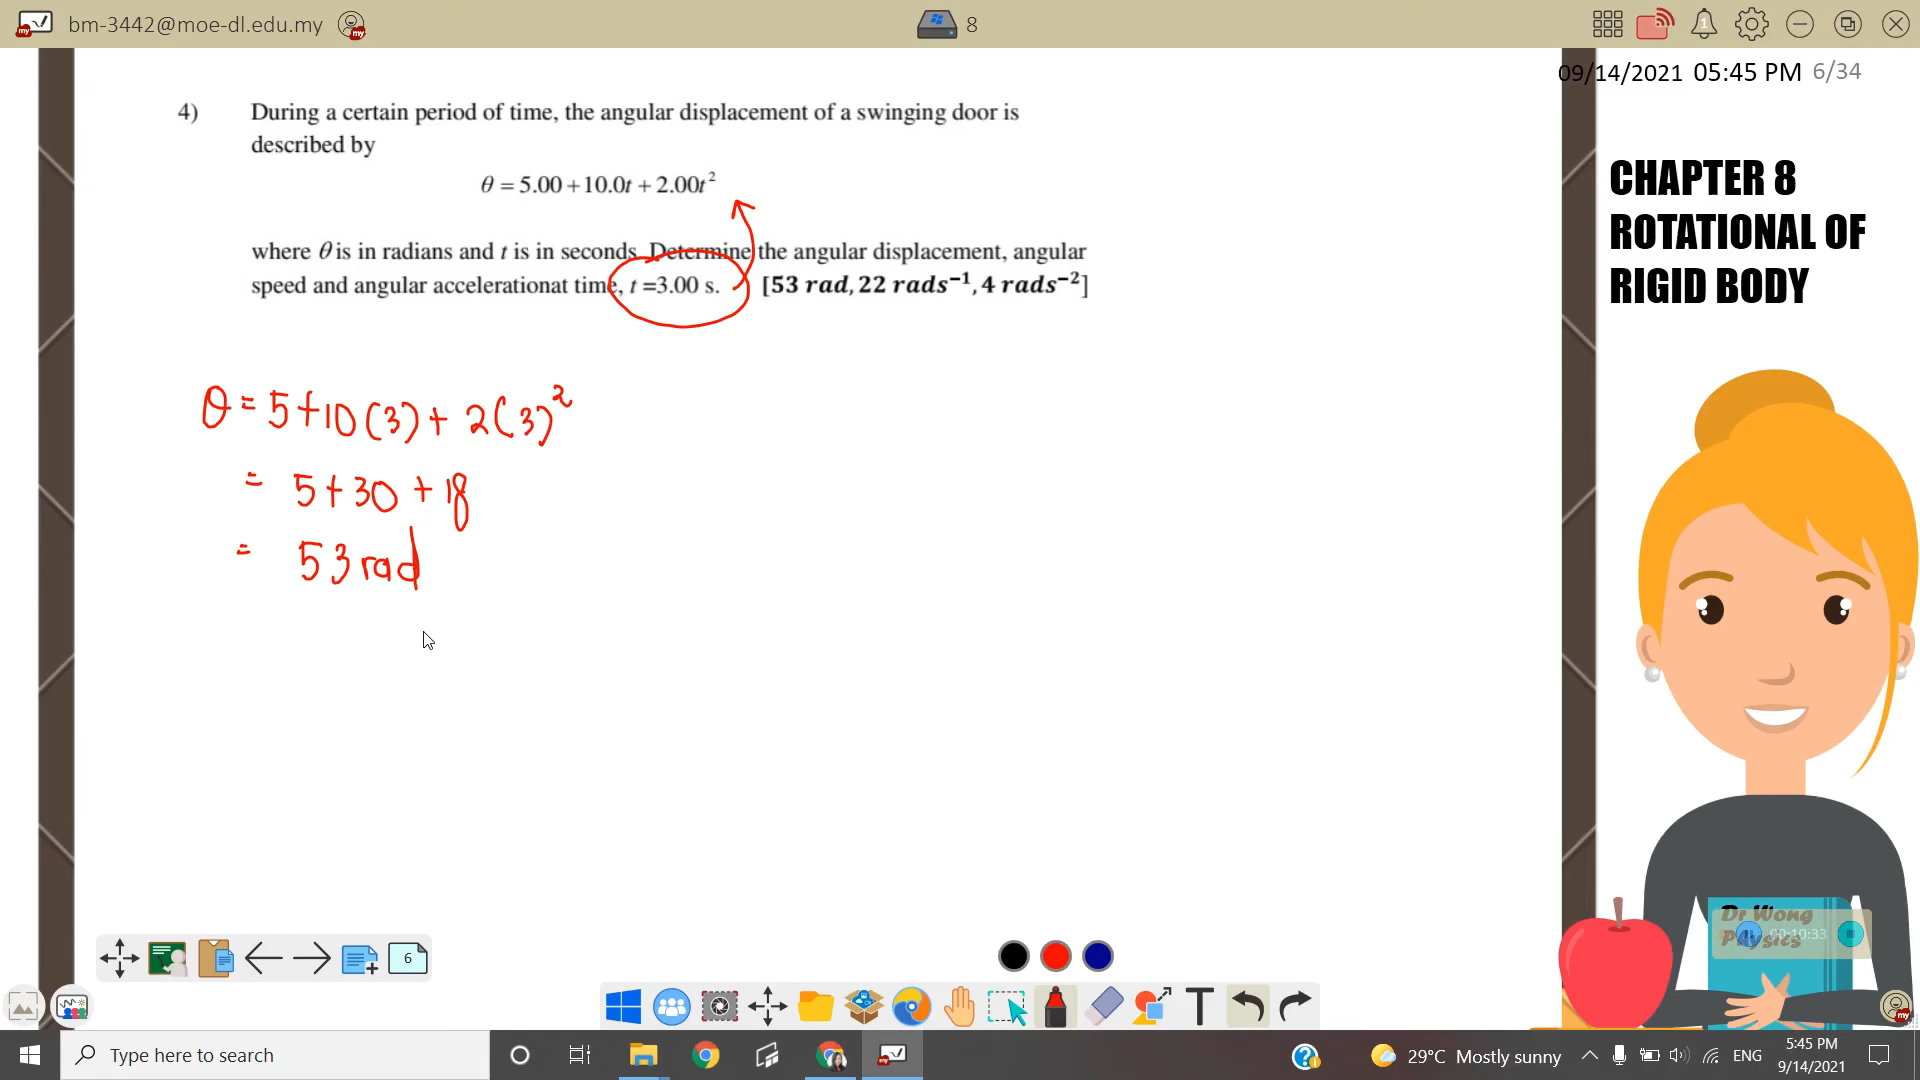 bm-3442@moe-dl.edu.my
8
1
09/14/2021 05:45 PM 6/34
4) During a certain period of time, the angular displacement of a swinging door is
described by
θ = 5.00 + 10.0t + 2.00t²
where θ is in radians and t is in seconds. Determine the angular displacement, angular
speed and angular accelerationat time, t =3.00 s. [53 rad, 22 rads⁻¹, 4 rads⁻²]
θ = 5+10(3) + 2(3)²
= 5+30 +18
= 53 rad
CHAPTER 8
ROTATIONAL OF
RIGID BODY
Dr Wong
Physics
00:10:33
6
T
Type here to search
29°C Mostly sunny
ENG
5:45 PM
9/14/2021